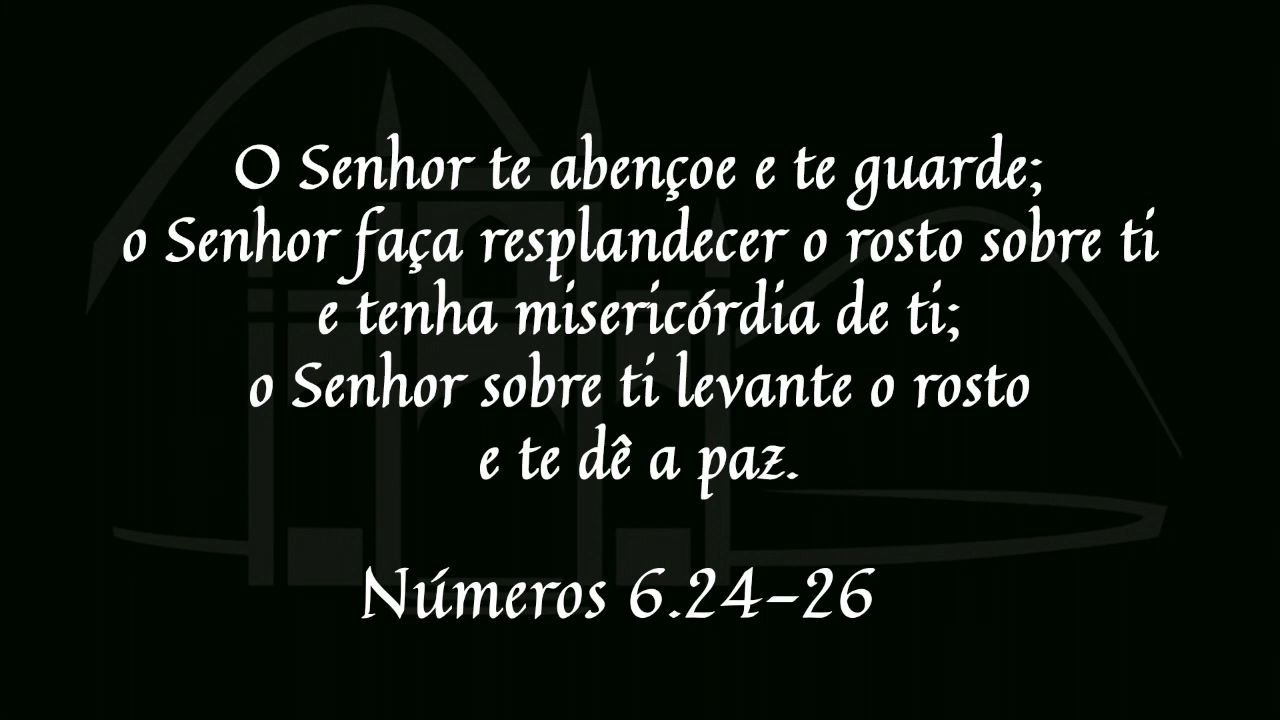 O Senhor te abençoe e te guarde;
o Senhor faça resplandecer o rosto sobre ti
e tenha misericórdia de ti;
o Senhor sobre ti levante o rosto
e te dê a paz.
Números 6.24-26